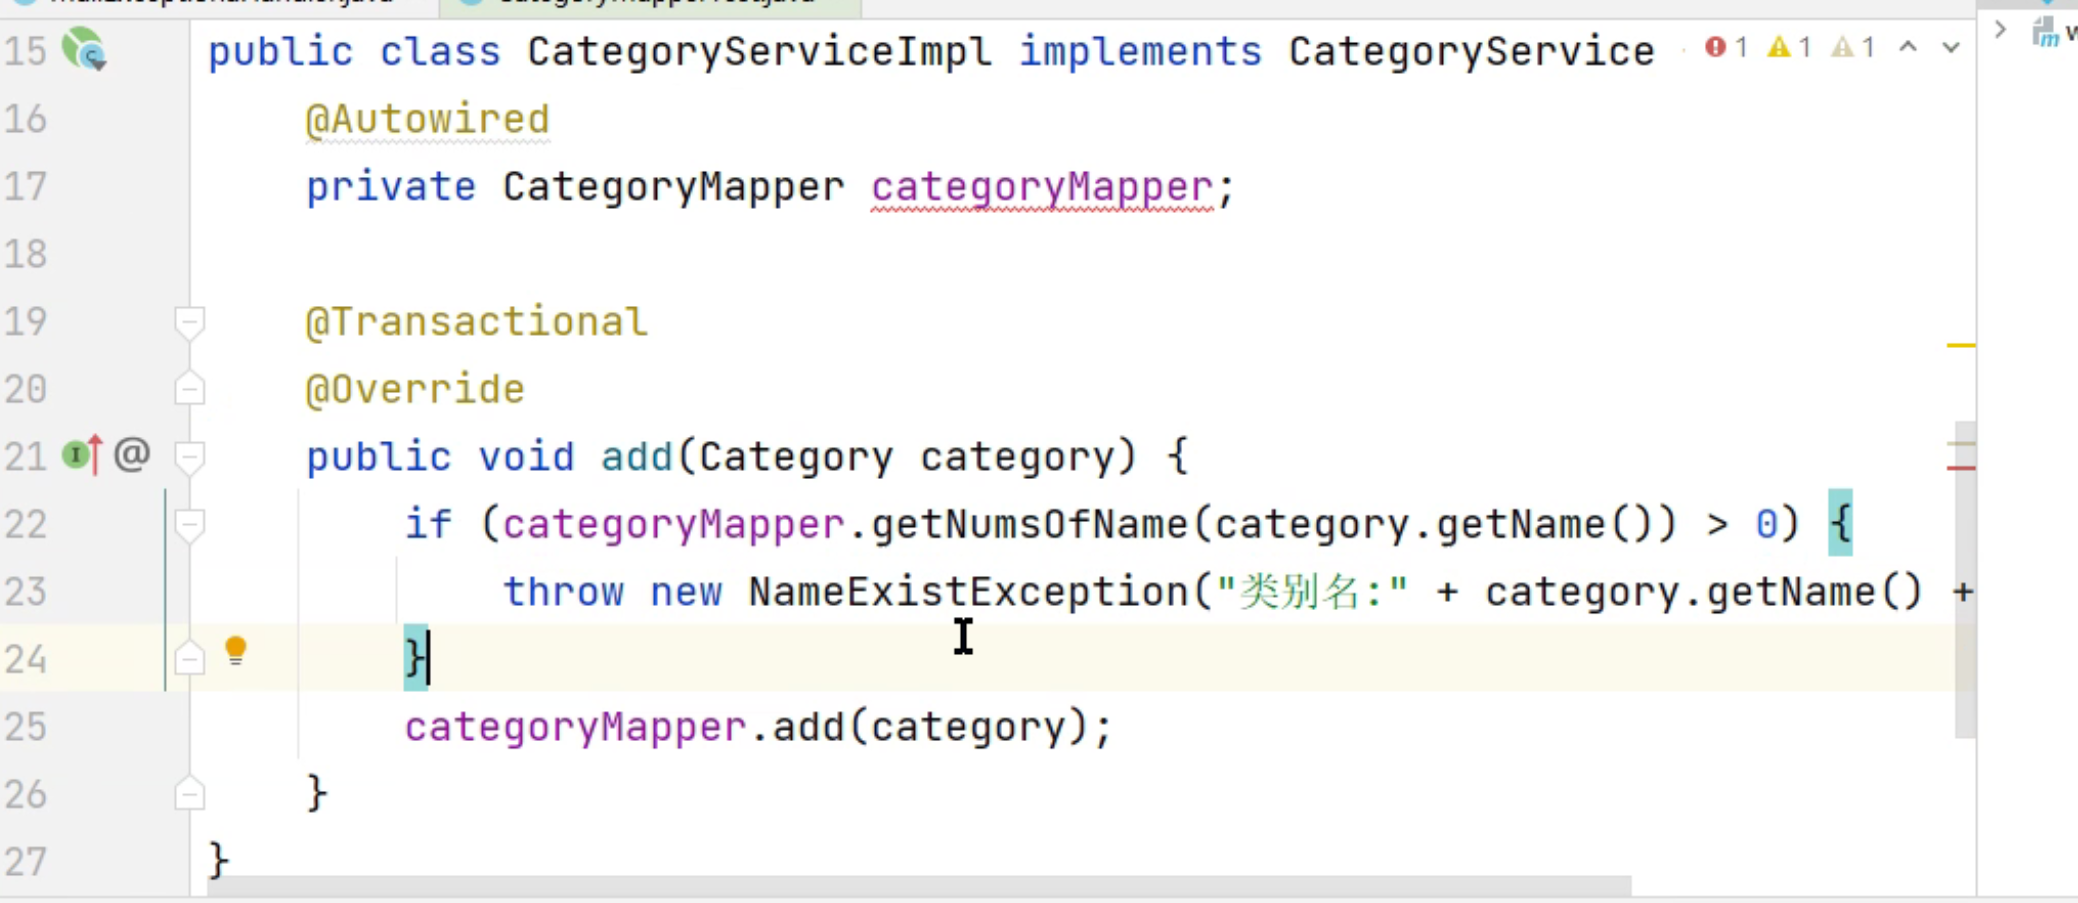 15 public class CategoryServiceImpl implements CategoryService 1 1 1
16 @Autowired
17 private CategoryMapper categoryMapper;
18
19 @Transactional
20 @Override
21 @ public void add(Category category) {
22 if (categoryMapper.getNumsOfName(category.getName()) > 0) {
23 throw new NameExistException("类别名:" + category.getName() +
24 }
25 categoryMapper.add(category);
26 }
27 }